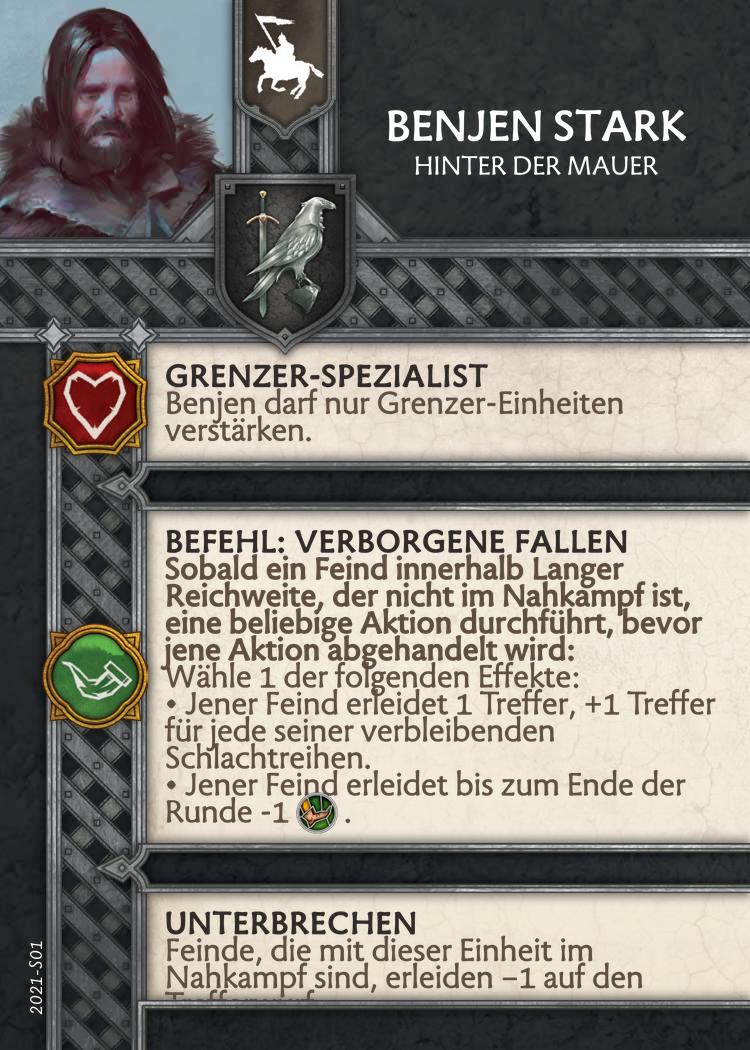 BENJEN STARK
HINTER DER MAUER
GRENZER-SPEZIALIST
Benjen darf nur Grenzer-Einheiten
verstärken.
BEFEHL: VERBORGENE FALLEN
Sobald ein Feind innerhalb Langer
Reichweite, der nicht im Nahkampf ist,
eine beliebige Aktion durchführt, bevor
jene Aktion abgehandelt wird:
Wähle 1 der folgenden Effekte:
• Jener Feind erleidet 1 Treffer, +1 Treffer
für jede seiner verbleibenden
Schlachtreihen.
• Jener Feind erleidet bis zum Ende der
Runde -1 .
UNTERBRECHEN
Feinde, die mit dieser Einheit im
Nahkampf sind, erleiden –1 auf den
2021-S01